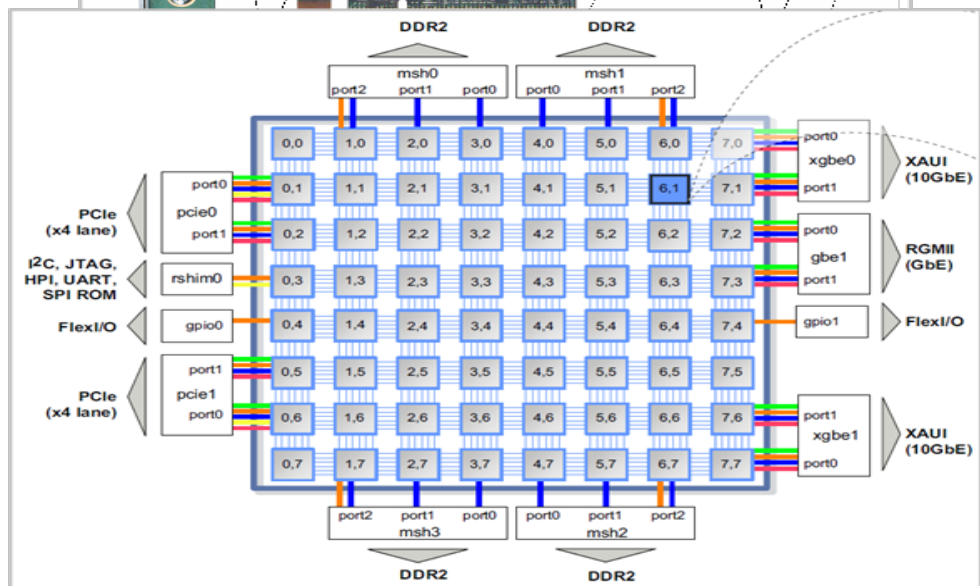 DDR2 DDR2
msh0 msh1
port2 port1 port0 port0 port1 port2
0,0 1,0 2,0 3,0 4,0 5,0 6,0 7,0
port0
xgbe0
port1
XAUI
(10GbE)
PCIe
(x4 lane)
port0
pcie0
port1
0,1 1,1 2,1 3,1 4,1 5,1 6,1 7,1
0,2 1,2 2,2 3,2 4,2 5,2 6,2 7,2
port0
gbe1
port1
RGMII
(GbE)
I²C, JTAG,
HPI, UART,
SPI ROM
rshim0
0,3 1,3 2,3 3,3 4,3 5,3 6,3 7,3
FlexI/O gpio0 0,4 1,4 2,4 3,4 4,4 5,4 6,4 7,4 gpio1 FlexI/O
PCIe
(x4 lane)
port1
pcie1
port0
0,5 1,5 2,5 3,5 4,5 5,5 6,5 7,5
0,6 1,6 2,6 3,6 4,6 5,6 6,6 7,6
port1
xgbe1
port0
XAUI
(10GbE)
0,7 1,7 2,7 3,7 4,7 5,7 6,7 7,7
port2 port1 port0 port0 port1 port2
msh3 msh2
DDR2 DDR2